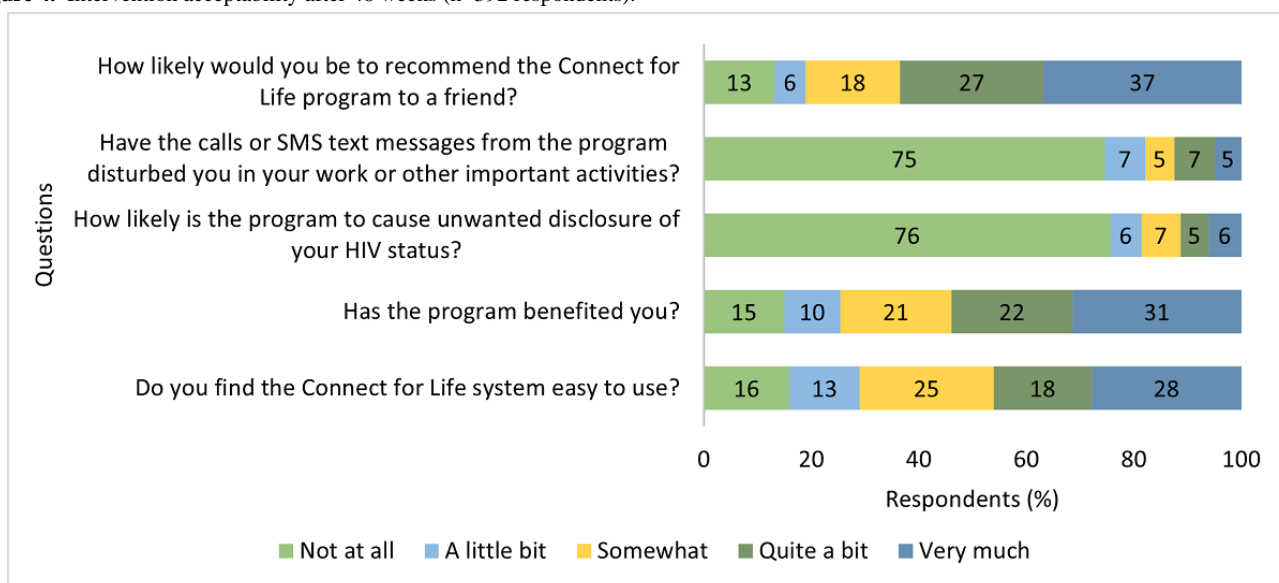 Intervention acceptability after 48 weeks
How likely would you be to recommend the Connect for
Life program to a friend?
13 6 18 27 37
Have the calls or SMS text messages from the program
disturbed you in your work or other important activities?
75 7 5 7 5
How likely is the program to cause unwanted disclosure of
your HIV status?
76 6 7 5 6
Has the program benefited you?
15 10 21 22 31
Do you find the Connect for Life system easy to use?
16 13 25 18 28
Questions
0 20 40 60 80 100
Respondents (%)
Not at all A little bit Somewhat Quite a bit Very much